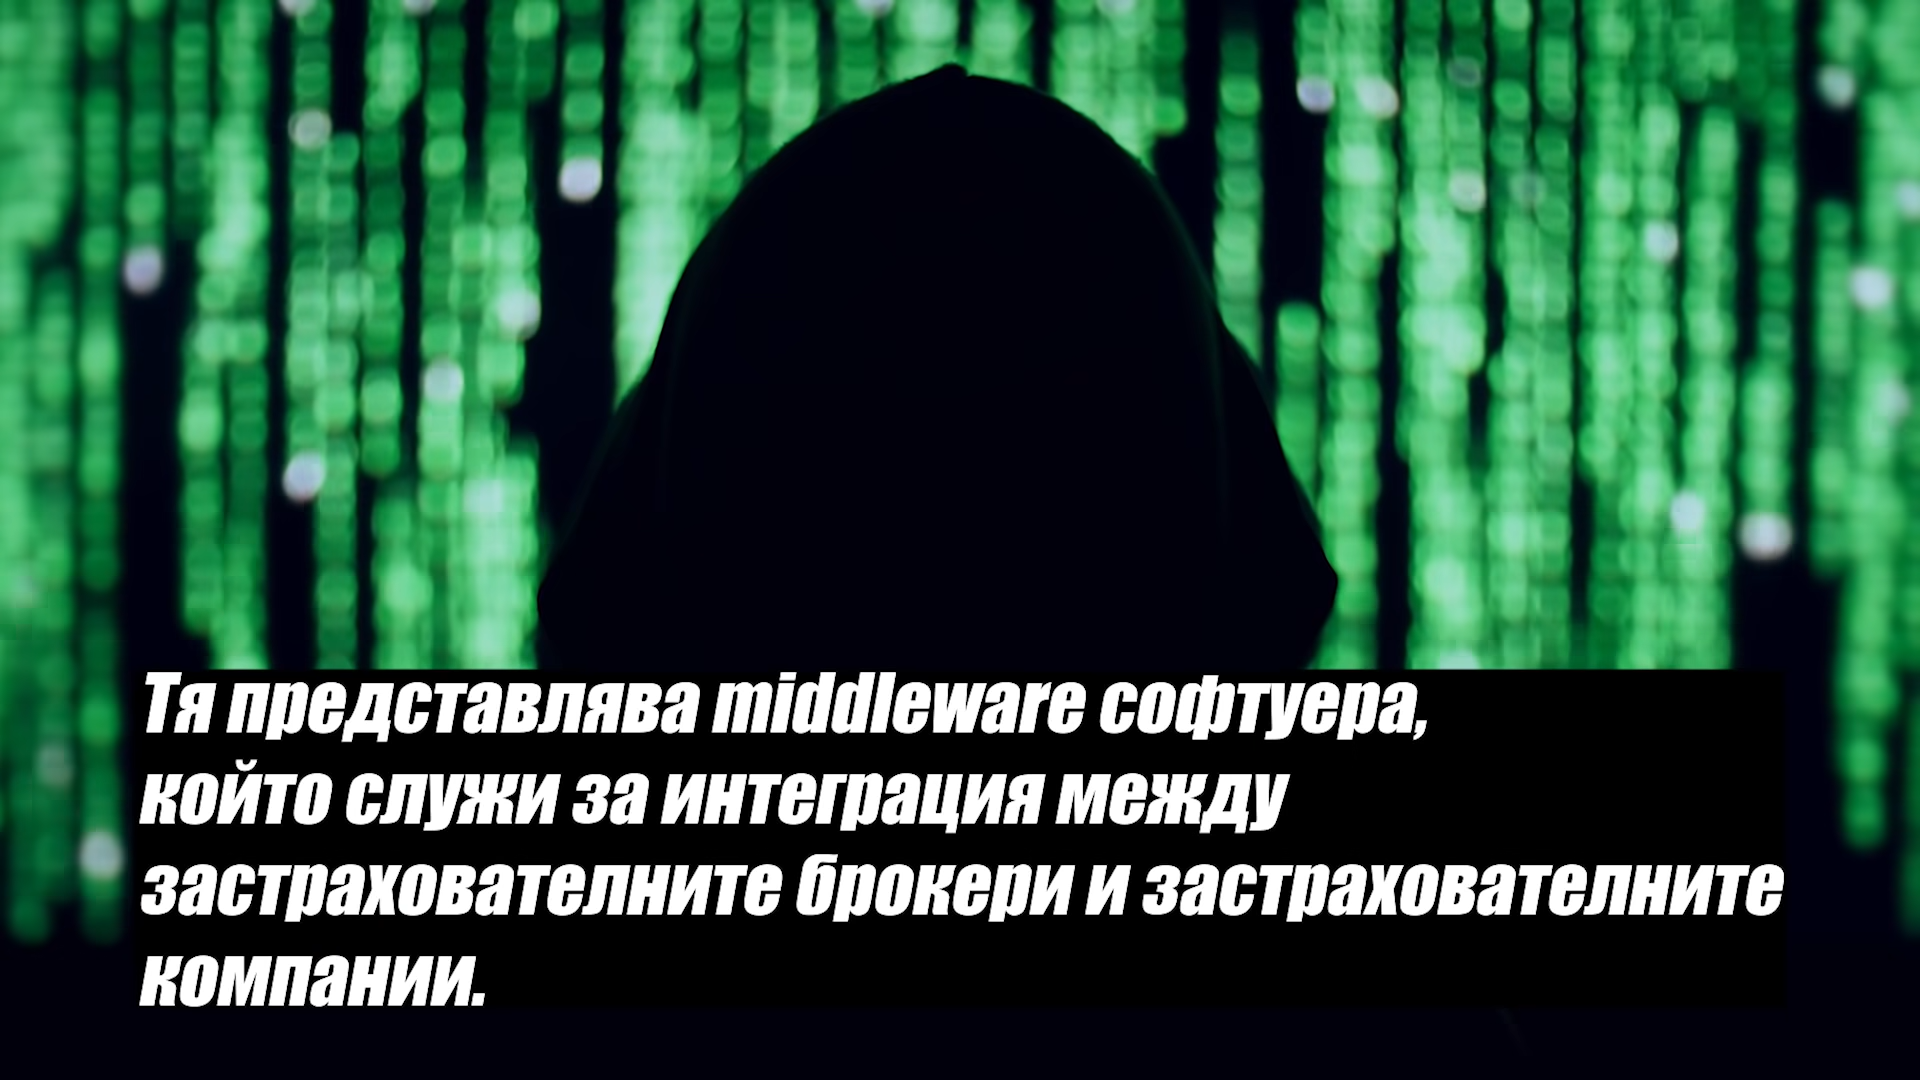 Тя представлява middleware софтуера,
който служи за интеграция между
застрахователните брокери и застрахователните
компании.